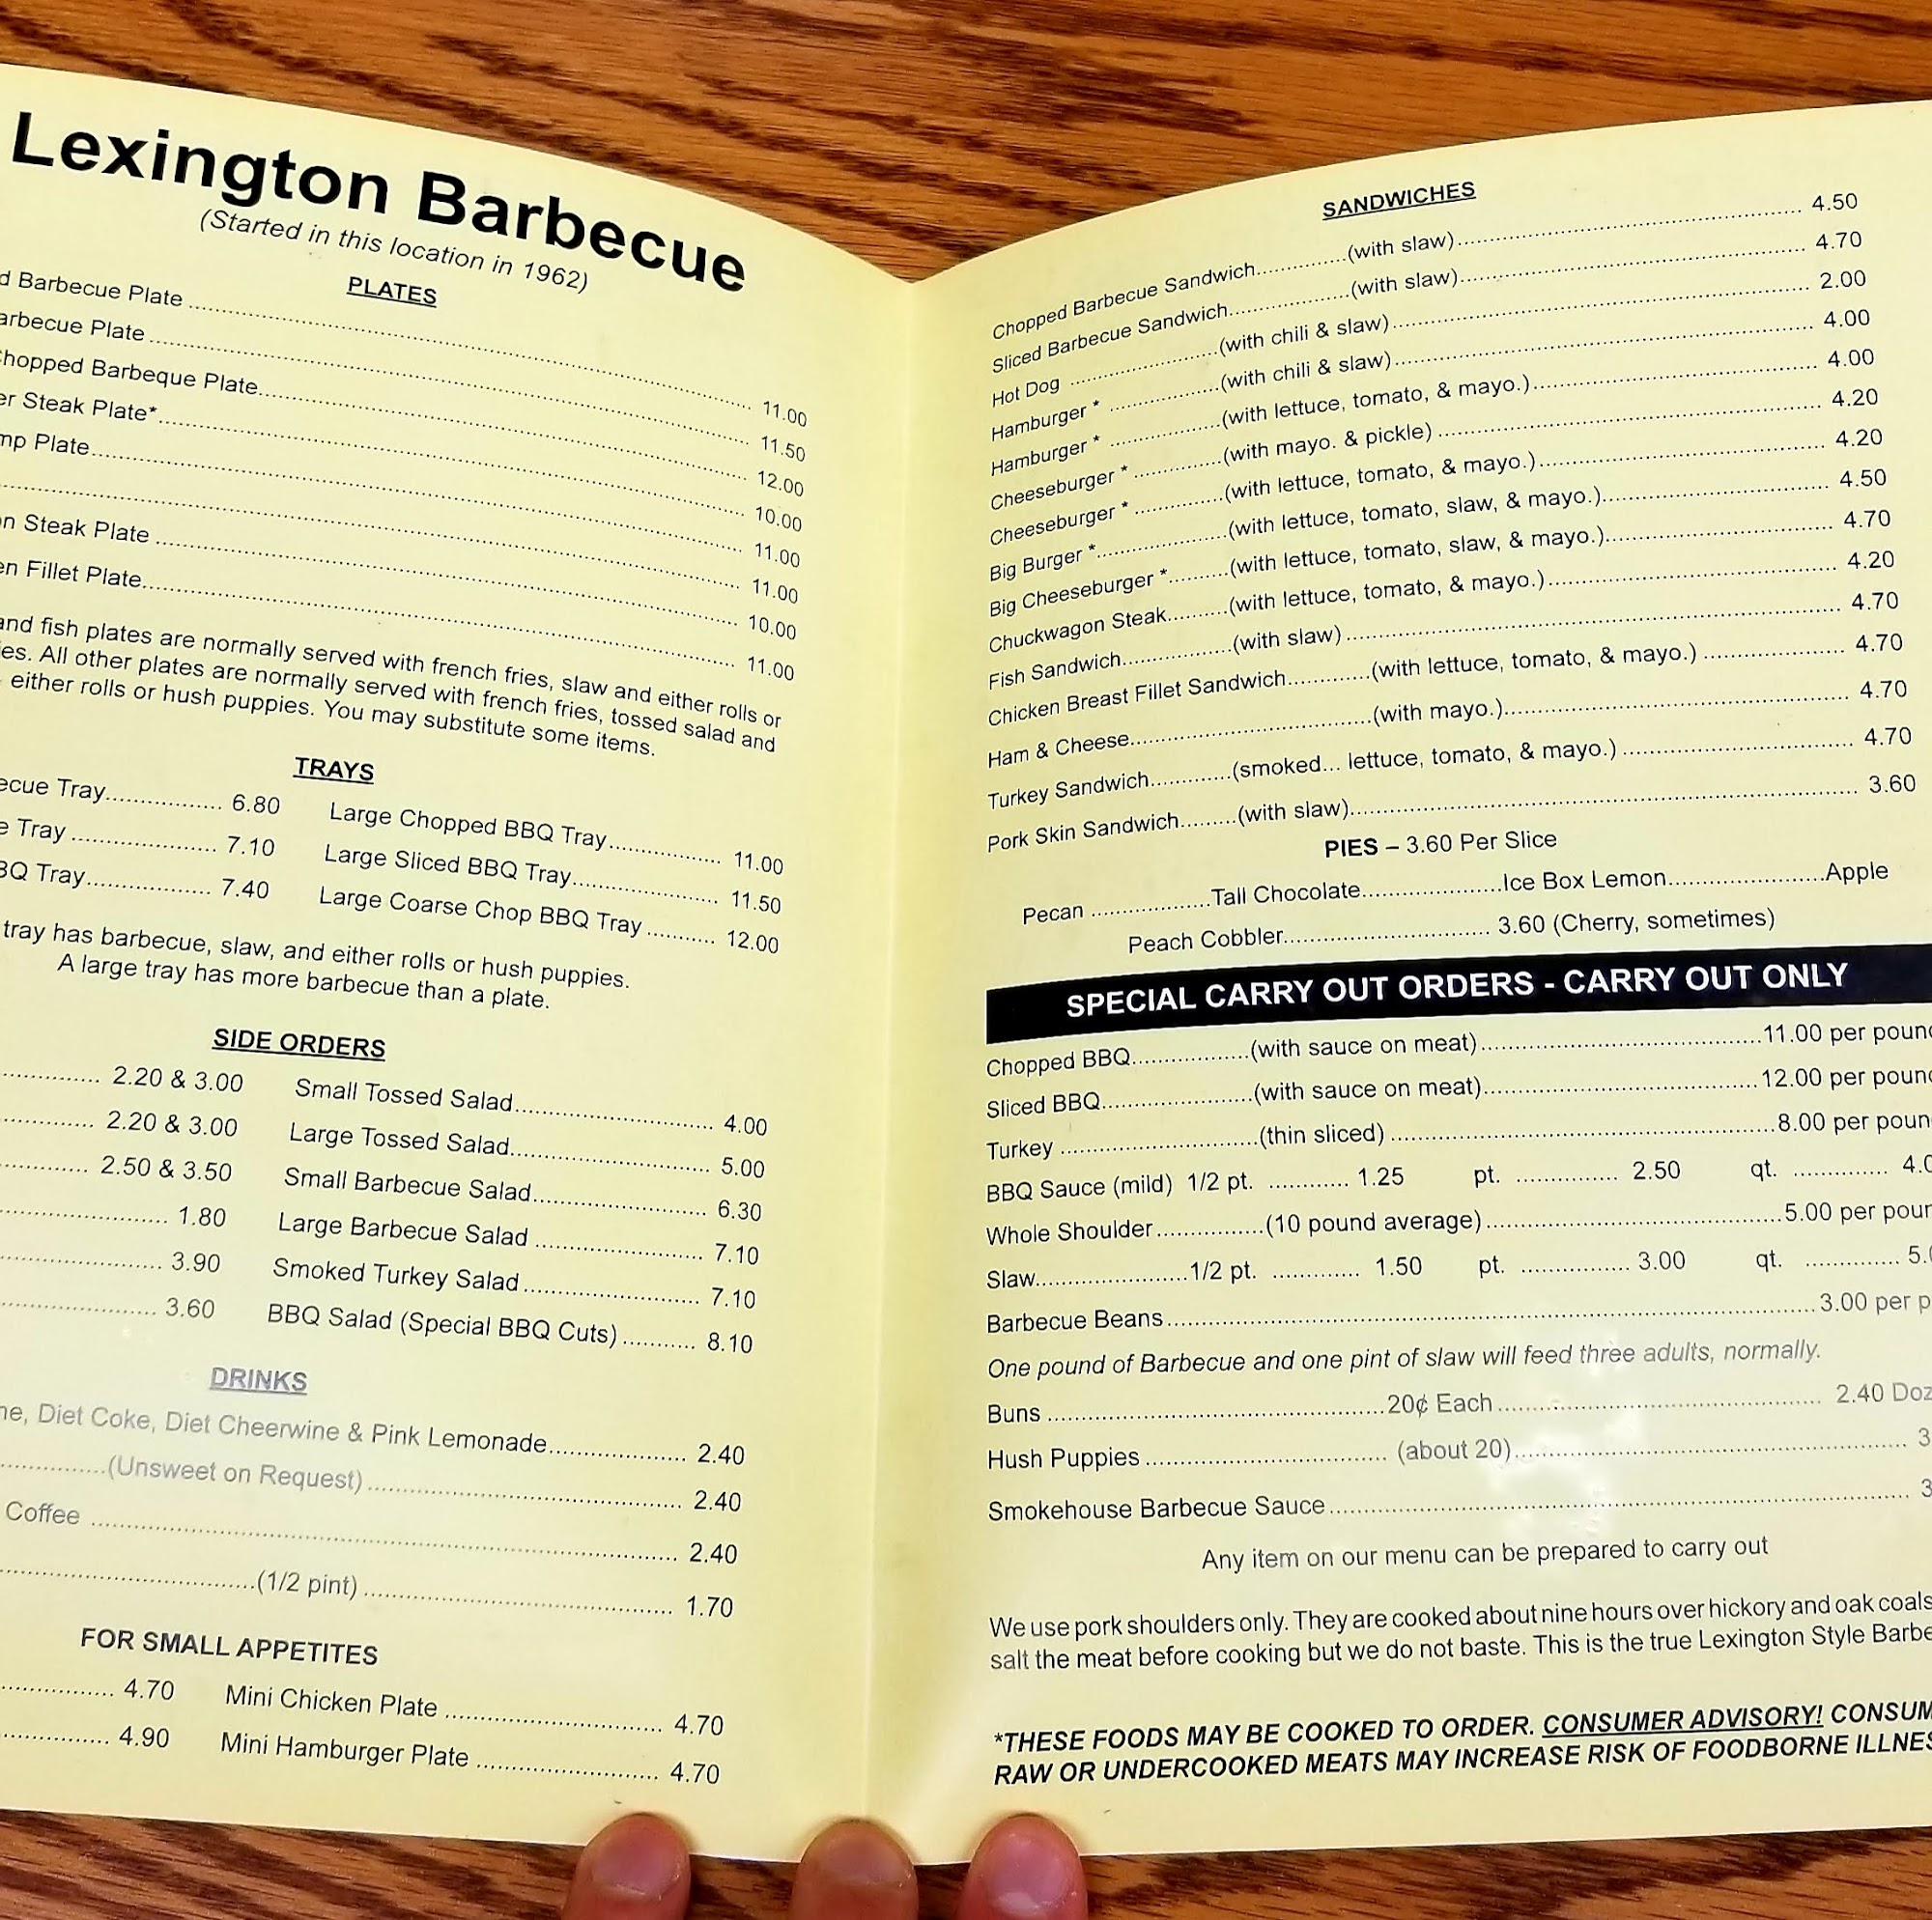 Lexington Barbecue
(Started in this location in 1962)
PLATES
Barbecue Plate ........ 11.00
Plate ........ 11.50
Chopped Barbeque Plate ........ 12.00
Steak Plate* ........ 10.00
Plate ........ 11.00
........ 11.00
Steak Plate ........ 10.00
Fillet Plate ........ 11.00
and fish plates are normally served with french fries, slaw and either rolls or
All other plates are normally served with french fries, tossed salad and
either rolls or hush puppies. You may substitute some items.
TRAYS
Tray ........ 6.80 Large Chopped BBQ Tray ........ 11.00
Tray ........ 7.10 Large Sliced BBQ Tray ........ 11.50
BBQ Tray ........ 7.40 Large Coarse Chop BBQ Tray ........ 12.00
tray has barbecue, slaw, and either rolls or hush puppies.
A large tray has more barbecue than a plate.
SIDE ORDERS
........ 2.20 & 3.00 Small Tossed Salad ........ 4.00
........ 2.20 & 3.00 Large Tossed Salad ........ 5.00
........ 2.50 & 3.50 Small Barbecue Salad ........ 6.30
........ 1.80 Large Barbecue Salad ........ 7.10
........ 3.90 Smoked Turkey Salad ........ 7.10
........ 3.60 BBQ Salad (Special BBQ Cuts) ........ 8.10
DRINKS
Diet Coke, Diet Cheerwine & Pink Lemonade ........ 2.40
........ (Unsweet on Request) ........ 2.40
Coffee ........ 2.40
........ (1/2 pint) ........ 1.70
FOR SMALL APPETITES
........ 4.70 Mini Chicken Plate ........ 4.70
........ 4.90 Mini Hamburger Plate ........ 4.70
SANDWICHES
Chopped Barbecue Sandwich ........ (with slaw) ........ 4.50
Sliced Barbecue Sandwich ........ (with slaw) ........ 4.70
Hot Dog ........ (with chili & slaw) ........ 2.00
Hamburger * ........ (with chili & slaw) ........ 4.00
Hamburger * ........ (with lettuce, tomato, & mayo.) ........ 4.00
Cheeseburger * ........ (with mayo. & pickle) ........ 4.20
Cheeseburger * ........ (with lettuce, tomato, & mayo.) ........ 4.20
Big Burger * ........ (with lettuce, tomato, slaw, & mayo.) ........ 4.50
Big Cheeseburger * ........ (with lettuce, tomato, slaw, & mayo.) ........ 4.70
Chuckwagon Steak ........ (with lettuce, tomato, & mayo.) ........ 4.20
Fish Sandwich ........ (with slaw) ........ 4.70
Chicken Breast Fillet Sandwich ........ (with lettuce, tomato, & mayo.) ........ 4.70
Ham & Cheese ........ (with mayo.) ........ 4.70
Turkey Sandwich ........ (smoked... lettuce, tomato, & mayo.) ........ 4.70
Pork Skin Sandwich ........ (with slaw) ........ 3.60
PIES – 3.60 Per Slice
Pecan ........ Tall Chocolate ........ Ice Box Lemon ........ Apple
Peach Cobbler ........ 3.60 (Cherry, sometimes)
SPECIAL CARRY OUT ORDERS - CARRY OUT ONLY
Chopped BBQ ........ (with sauce on meat) ........ 11.00 per poun
Sliced BBQ ........ (with sauce on meat) ........ 12.00 per poun
Turkey ........ (thin sliced) ........ 8.00 per poun
BBQ Sauce (mild) 1/2 pt. ........ 1.25 pt. ........ 2.50 qt. ........ 4.0
Whole Shoulder ........ (10 pound average) ........ 5.00 per pour
Slaw ........ 1/2 pt. ........ 1.50 pt. ........ 3.00 qt. ........ 5.
Barbecue Beans ........ 3.00 per p
One pound of Barbecue and one pint of slaw will feed three adults, normally.
Buns ........ 20¢ Each ........ 2.40 Doz
Hush Puppies ........ (about 20) ........ 3
Smokehouse Barbecue Sauce ........ 3
Any item on our menu can be prepared to carry out
We use pork shoulders only. They are cooked about nine hours over hickory and oak coals
salt the meat before cooking but we do not baste. This is the true Lexington Style Barbe
*THESE FOODS MAY BE COOKED TO ORDER. CONSUMER ADVISORY! CONSUM
RAW OR UNDERCOOKED MEATS MAY INCREASE RISK OF FOODBORNE ILLNES